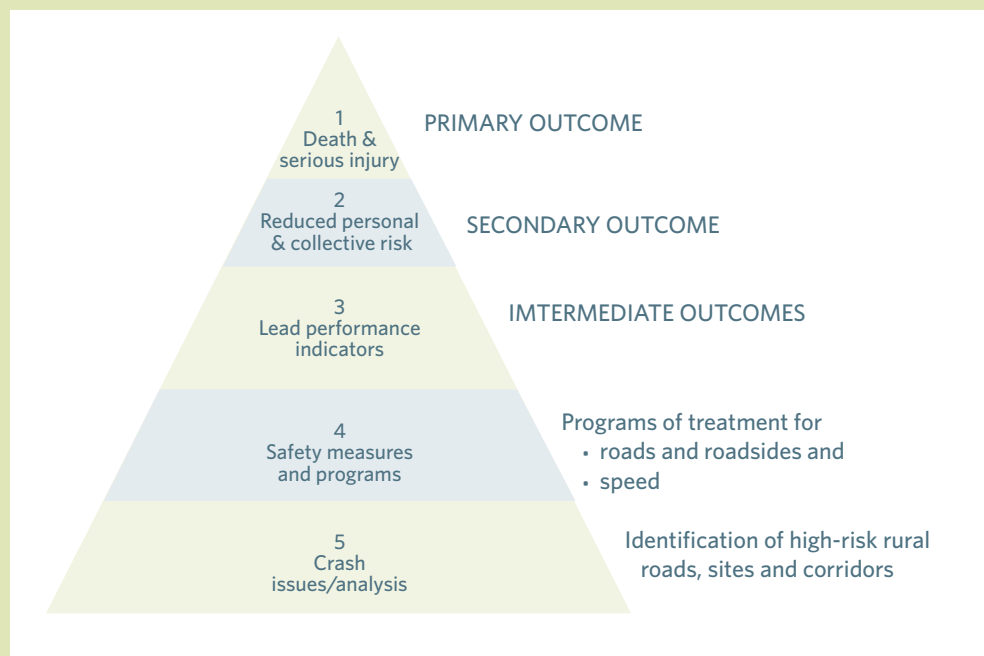 1
Death &
serious injury
PRIMARY OUTCOME
2
Reduced personal
& collective risk
SECONDARY OUTCOME
3
Lead performance
indicators
IMTERMEDIATE OUTCOMES
4
Safety measures
and programs
Programs of treatment for
• roads and roadsides and
• speed
5
Crash
issues/analysis
Identification of high-risk rural
roads, sites and corridors